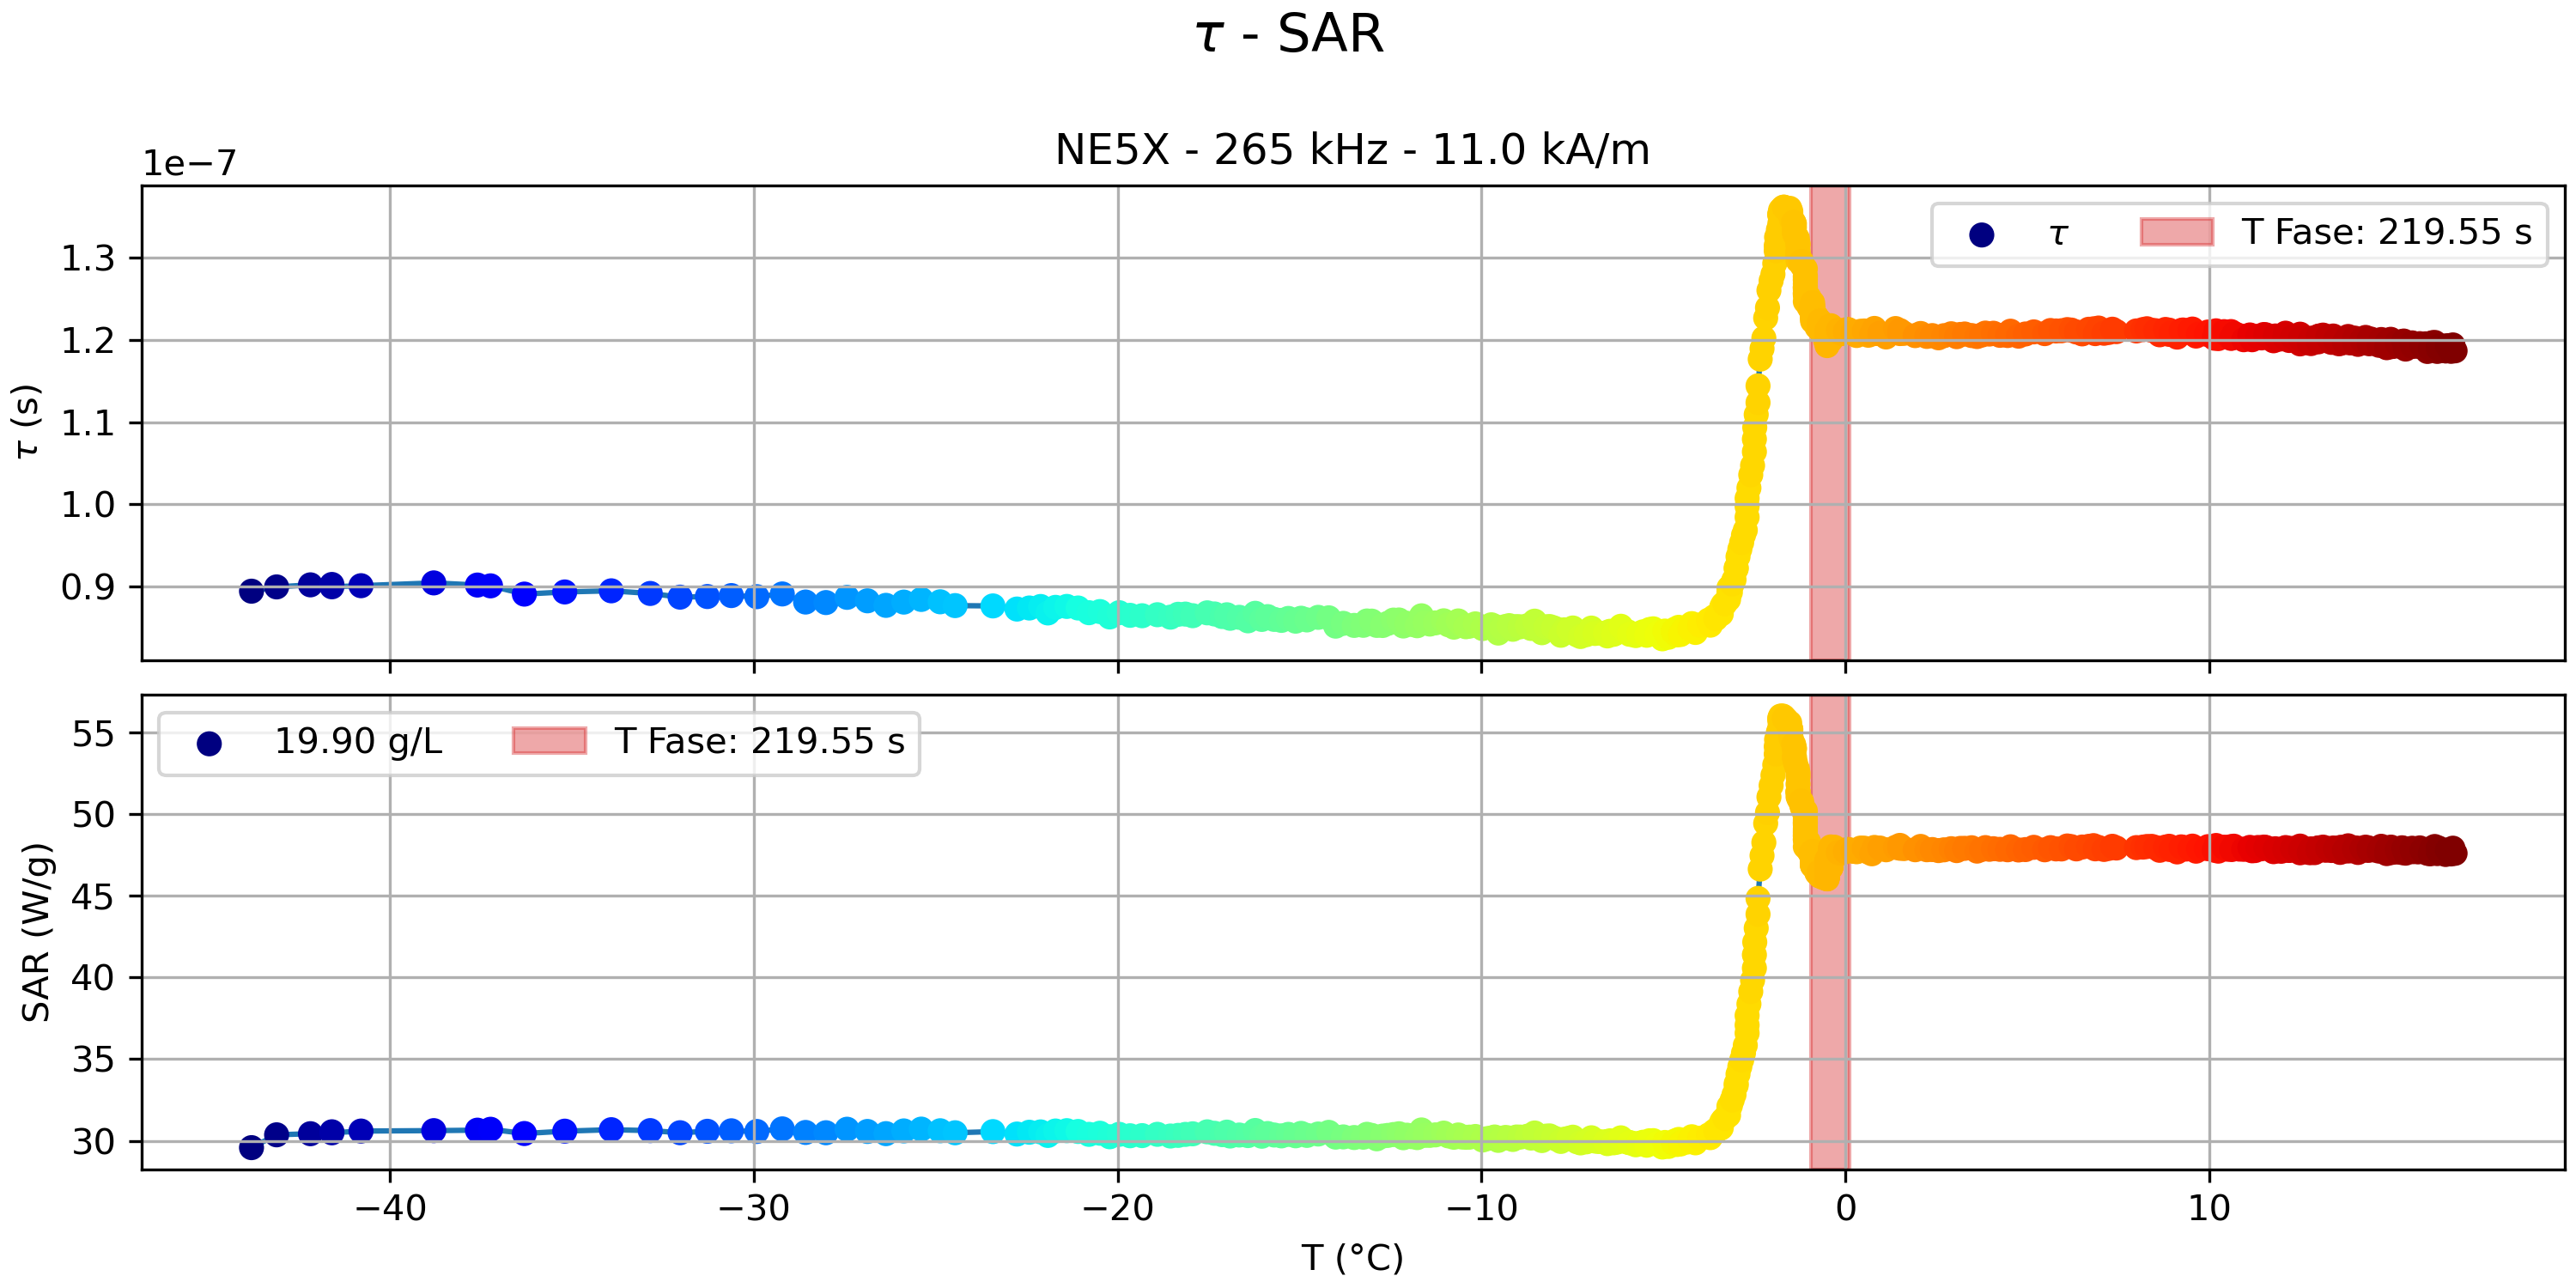 τ - SAR
NE5X - 265 kHz - 11.0 kA/m
1e−7
τ
T Fase: 219.55 s
1.3
1.2
1.1
1.0
0.9
τ (s)
19.90 g/L
T Fase: 219.55 s
55
50
45
40
35
30
SAR (W/g)
−40 −30 −20 −10 0 10
T (°C)